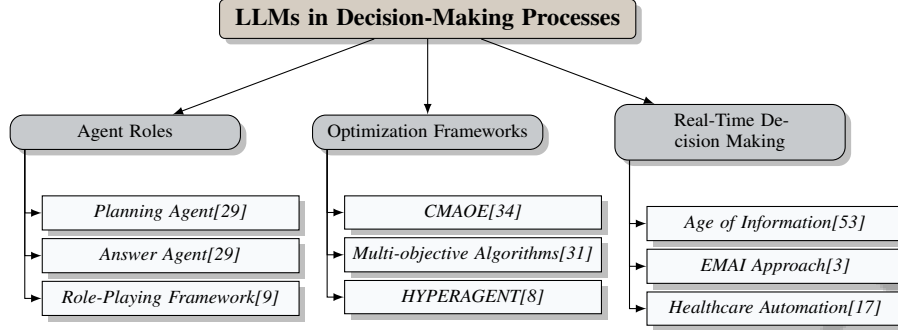 LLMs in Decision-Making Processes
Agent Roles
Planning Agent[29]
Answer Agent[29]
Role-Playing Framework[9]
Optimization Frameworks
CMAOE[34]
Multi-objective Algorithms[31]
HYPERAGENT[8]
Real-Time De-
cision Making
Age of Information[53]
EMAI Approach[3]
Healthcare Automation[17]